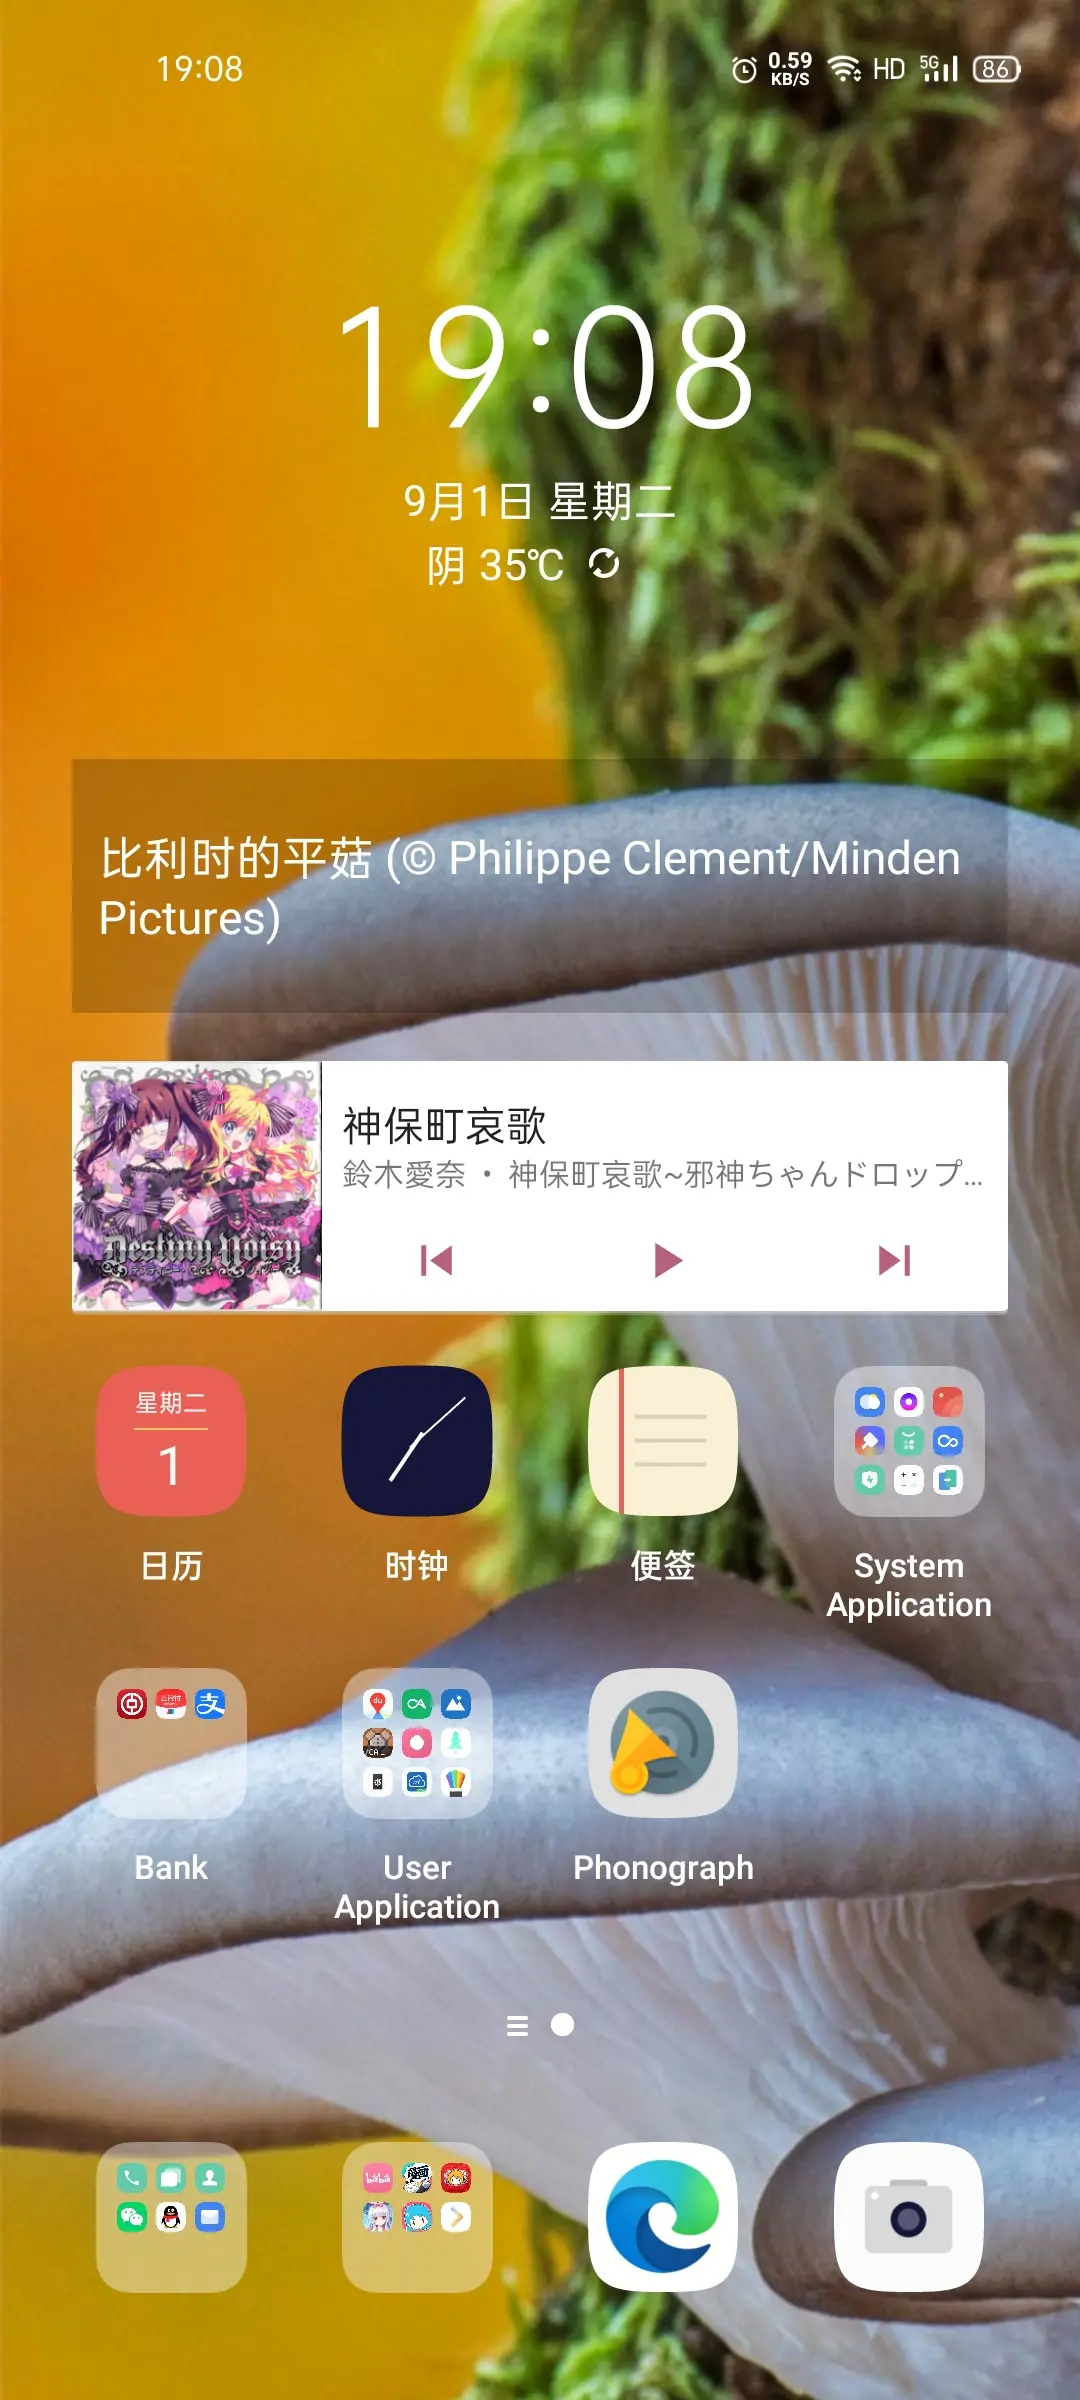 19:08
0.59
KB/S
HD
5G
86
19:08
9月1日 星期二
阴 35℃
比利时的平菇 (© Philippe Clement/Minden
Pictures)
Destiny Noisy
神保町哀歌
鈴木愛奈 • 神保町哀歌~邪神ちゃんドロップ...
星期二
1
日历
时钟
便签
System
Application
du
支
Bank
User
Application
Phonograph
bilibili